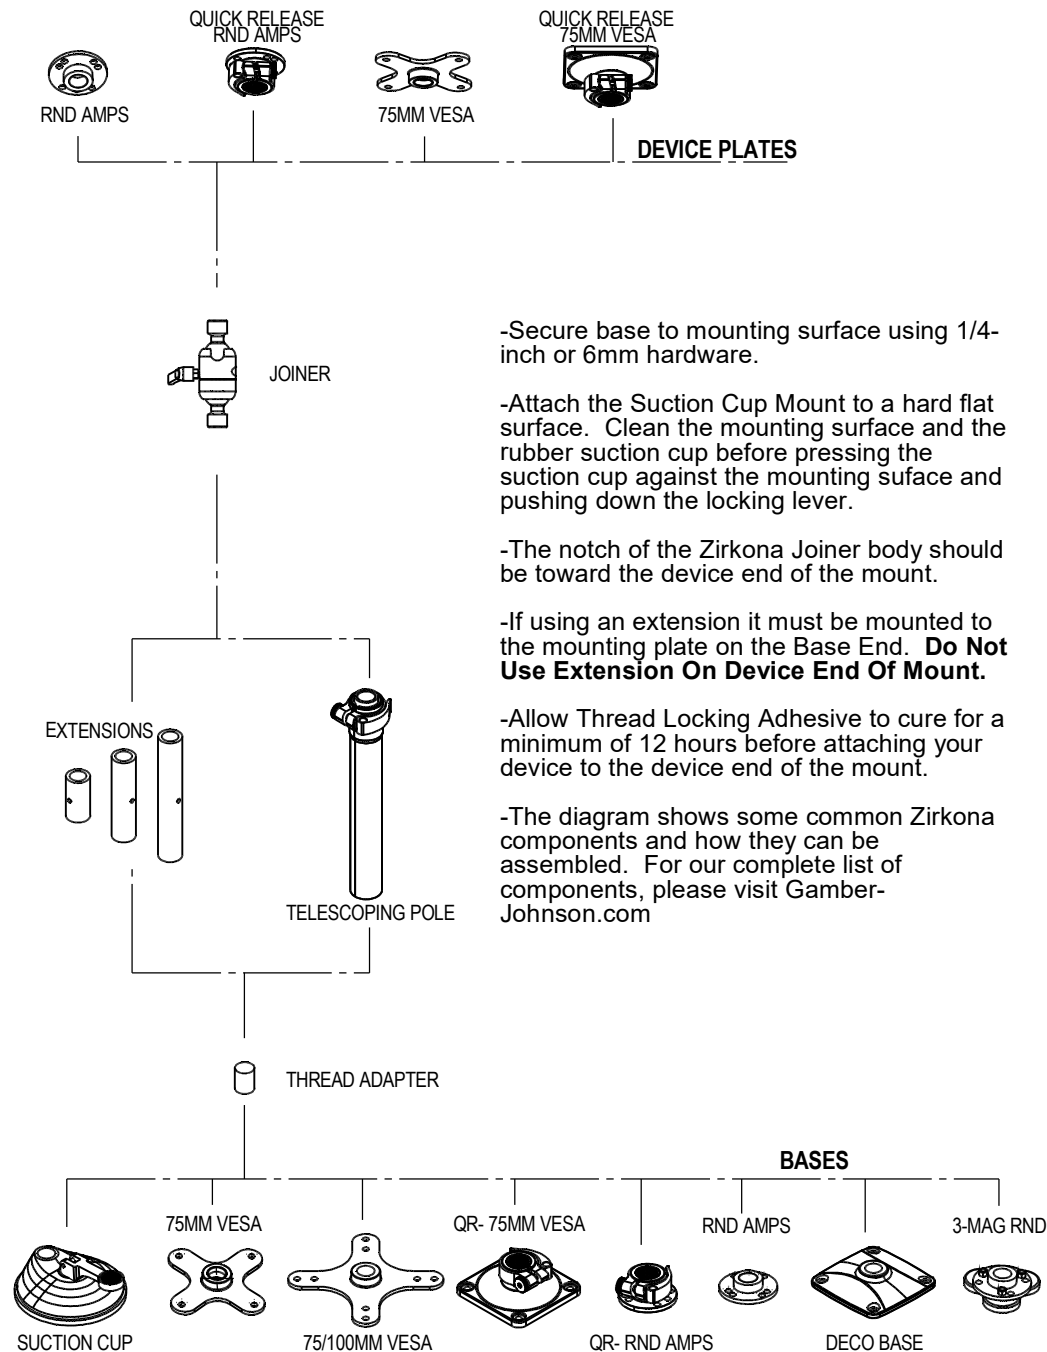 QUICK RELEASE
RND AMPS
QUICK RELEASE
75MM VESA
RND AMPS
75MM VESA
DEVICE PLATES
JOINER
-Secure base to mounting surface using 1/4-
inch or 6mm hardware.
-Attach the Suction Cup Mount to a hard flat
surface.  Clean the mounting surface and the
rubber suction cup before pressing the
suction cup against the mounting suface and
pushing down the locking lever.
-The notch of the Zirkona Joiner body should
be toward the device end of the mount.
-If using an extension it must be mounted to
the mounting plate on the Base End.  Do Not
Use Extension On Device End Of Mount.
-Allow Thread Locking Adhesive to cure for a
minimum of 12 hours before attaching your
device to the device end of the mount.
-The diagram shows some common Zirkona
components and how they can be
assembled.  For our complete list of
components, please visit Gamber-
Johnson.com
EXTENSIONS
TELESCOPING POLE
THREAD ADAPTER
BASES
75MM VESA
QR- 75MM VESA
RND AMPS
3-MAG RND
SUCTION CUP
75/100MM VESA
QR- RND AMPS
DECO BASE